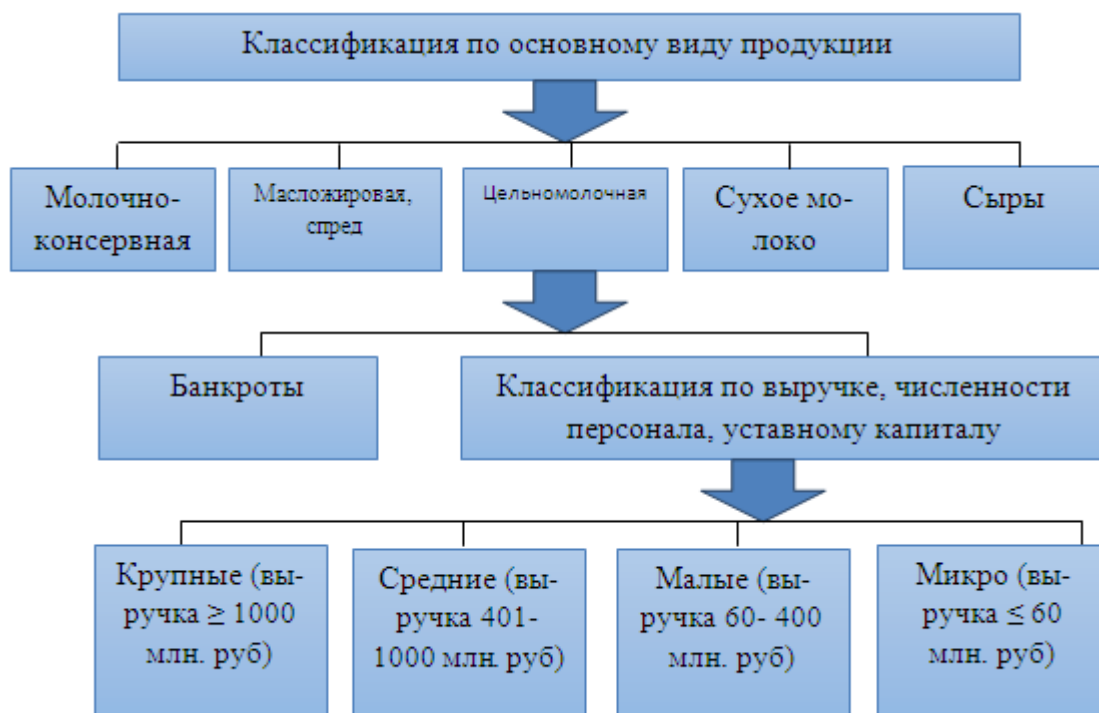 Классификация по основному виду продукции
Молочно-
консервная
Масложировая,
спред
Цельномолочная
Сухое мо-
локо
Сыры
Банкроты
Классификация по выручке, численности
персонала, уставному капиталу
Крупные (вы-
ручка ≥ 1000
млн. руб)
Средние (вы-
ручка 401-
1000 млн. руб)
Малые (вы-
ручка 60- 400
млн. руб)
Микро (вы-
ручка ≤ 60
млн. руб)